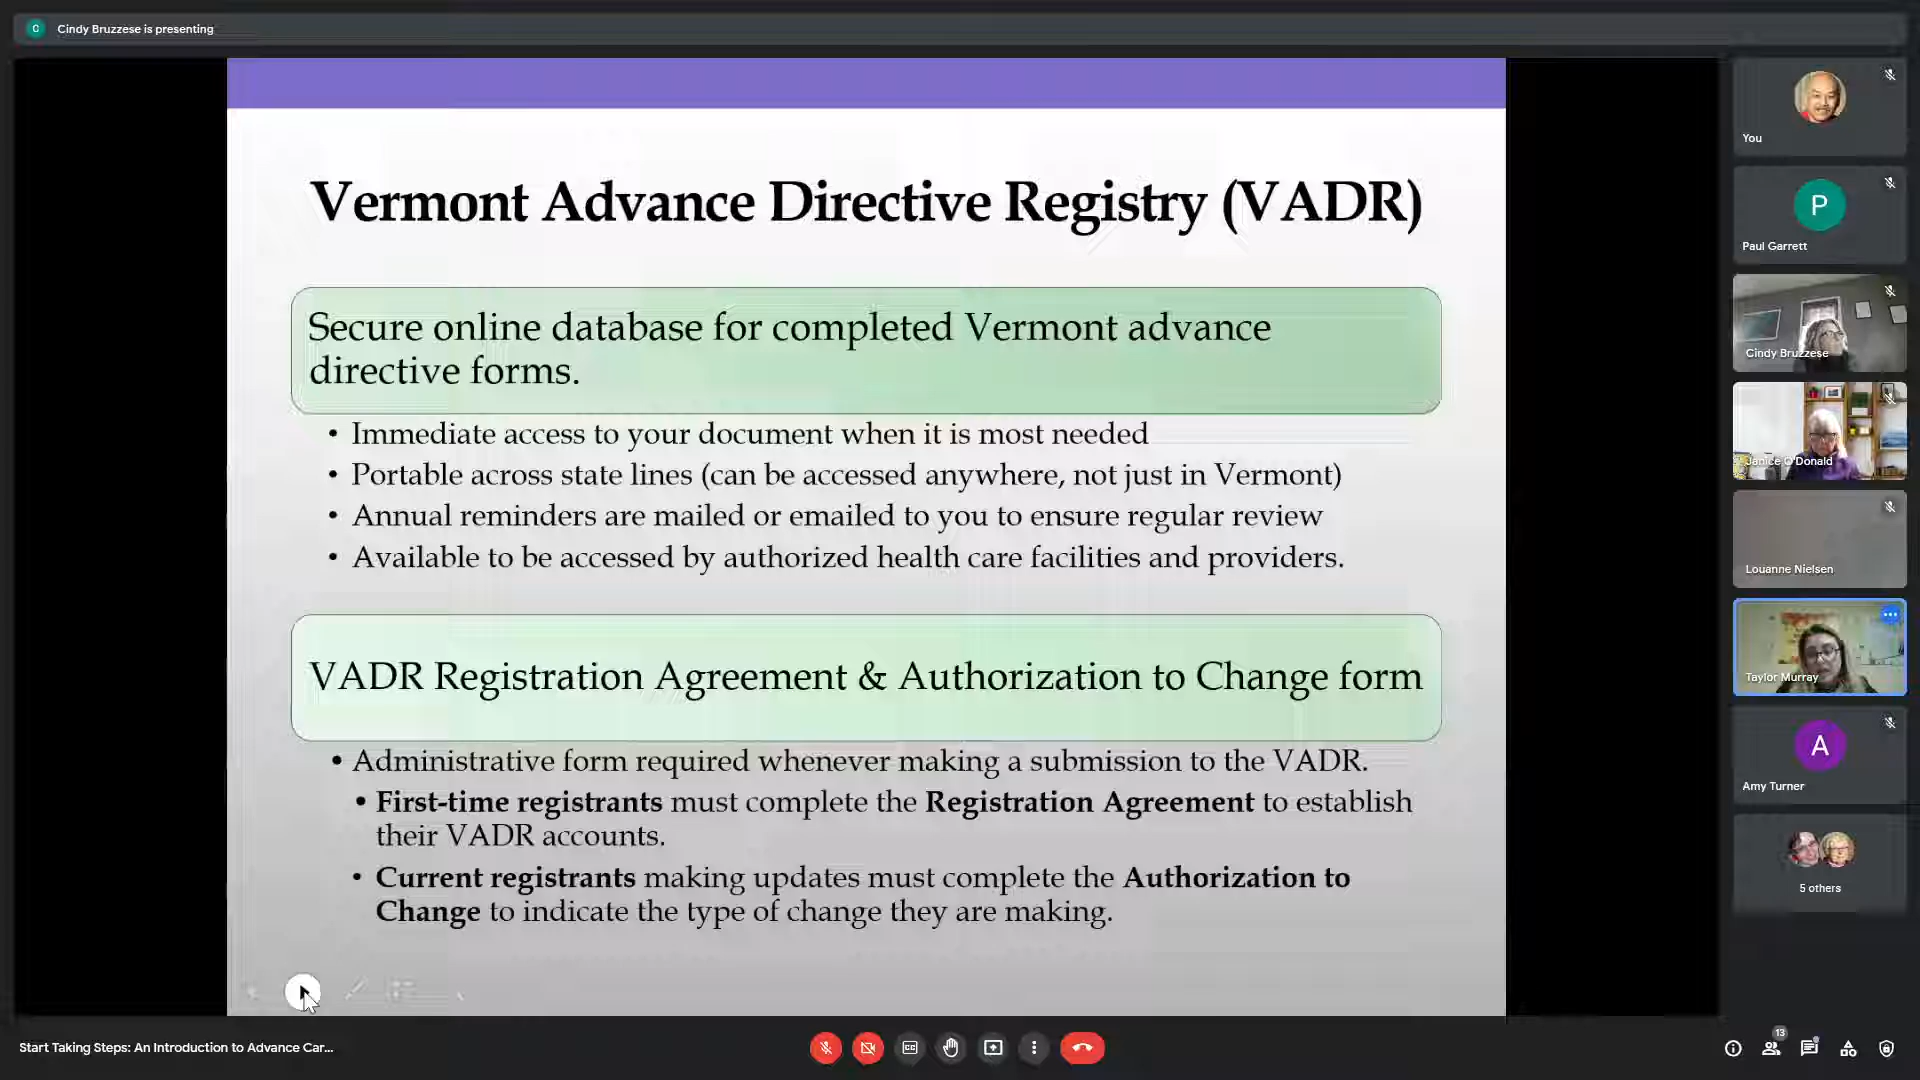 C
Cindy Bruzzese is presenting
Vermont Advance Directive Registry (VADR)
Secure online database for completed Vermont advance
directive forms.
• Immediate access to your document when it is most needed
• Portable across state lines (can be accessed anywhere, not just in Vermont)
• Annual reminders are mailed or emailed to you to ensure regular review
• Available to be accessed by authorized health care facilities and providers.
VADR Registration Agreement & Authorization to Change form
• Administrative form required whenever making a submission to the VADR.
• First-time registrants must complete the Registration Agreement to establish
their VADR accounts.
• Current registrants making updates must complete the Authorization to
Change to indicate the type of change they are making.
You
P
Paul Garrett
Cindy Bruzzese
Janice O'Donald
Louanne Nielsen
Taylor Murray
A
Amy Turner
5 others
Start Taking Steps: An Introduction to Advance Car...
CC
13